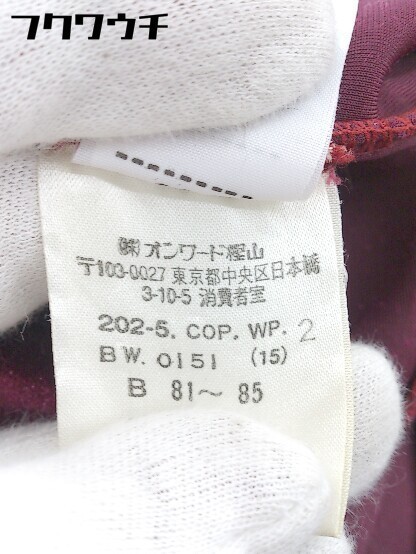 フクワウチ
㈱オンワード樫山
〒103-0027 東京都中央区日本橋
3-10-5 消費者室
202-5. COP. WP. 2
BW. 0151 (15)
B 81～ 85